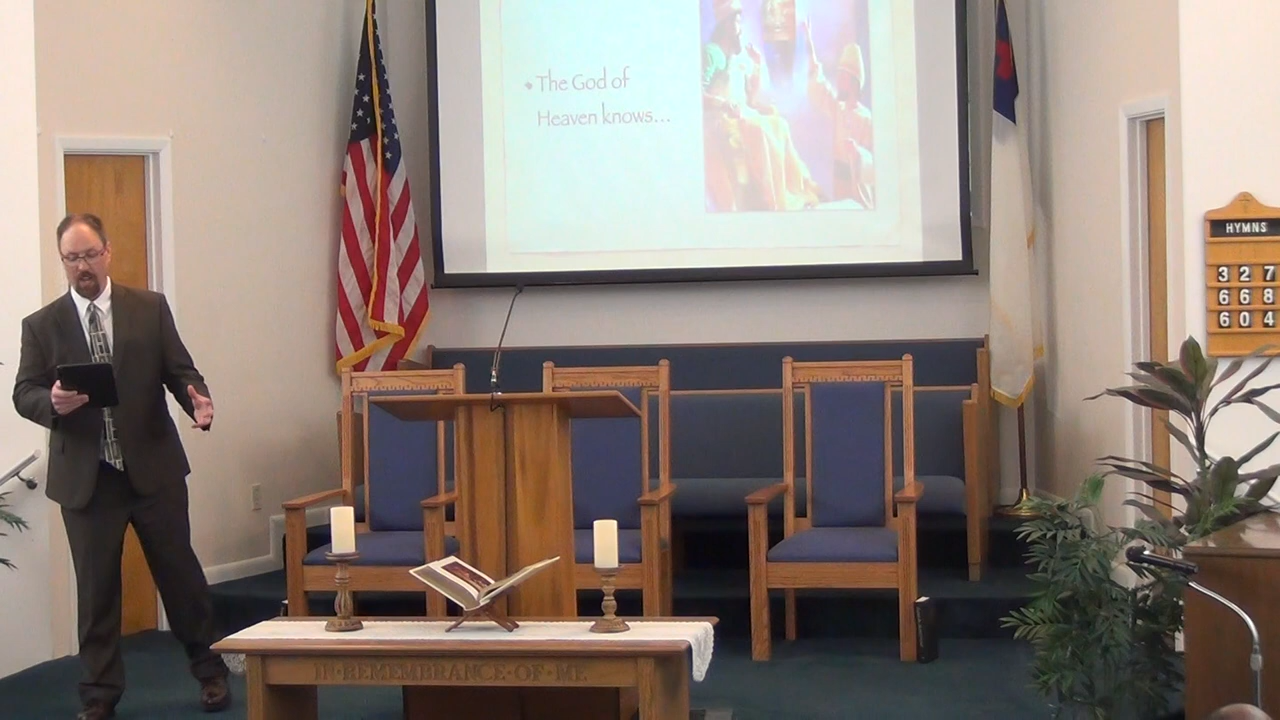 The God of
Heaven knows...
HYMNS
327
668
604
IN·REMEMBRANCE·OF·ME